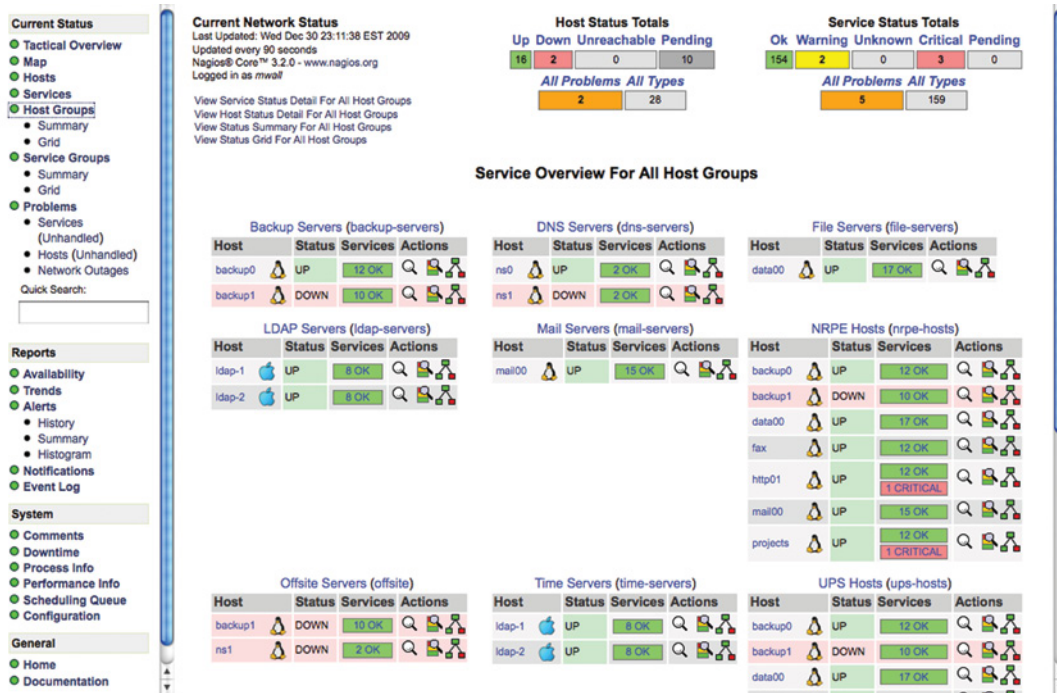 Current Status
Tactical Overview
Map
Hosts
Services
Host Groups
Summary
Grid
Service Groups
Summary
Grid
Problems
Services
(Unhandled)
Hosts (Unhandled)
Network Outages
Quick Search:
Reports
Availability
Trends
Alerts
History
Summary
Histogram
Notifications
Event Log
System
Comments
Downtime
Process Info
Performance Info
Scheduling Queue
Configuration
General
Home
Documentation
Current Network Status
Last Updated: Wed Dec 30 23:11:38 EST 2009
Updated every 90 seconds
Nagios® Core™ 3.2.0 - www.nagios.org
Logged in as mwall
View Service Status Detail For All Host Groups
View Host Status Detail For All Host Groups
View Status Summary For All Host Groups
View Status Grid For All Host Groups
Host Status Totals
Up Down Unreachable Pending
16 2 0 10
All Problems All Types
2 28
Service Status Totals
Ok Warning Unknown Critical Pending
154 2 0 3 0
All Problems All Types
5 159
Service Overview For All Host Groups
Backup Servers (backup-servers)
Host Status Services Actions
backup0 UP 12 OK
backup1 DOWN 10 OK
DNS Servers (dns-servers)
Host Status Services Actions
ns0 UP 2 OK
ns1 DOWN 2 OK
File Servers (file-servers)
Host Status Services Actions
data00 UP 17 OK
LDAP Servers (ldap-servers)
Host Status Services Actions
ldap-1 UP 8 OK
ldap-2 UP 8 OK
Mail Servers (mail-servers)
Host Status Services Actions
mail00 UP 15 OK
NRPE Hosts (nrpe-hosts)
Host Status Services Actions
backup0 UP 12 OK
backup1 DOWN 10 OK
data00 UP 17 OK
fax UP 12 OK
http01 UP 12 OK
1 CRITICAL
mail00 UP 15 OK
projects UP 12 OK
1 CRITICAL
Offsite Servers (offsite)
Host Status Services Actions
backup1 DOWN 10 OK
ns1 DOWN 2 OK
Time Servers (time-servers)
Host Status Services Actions
ldap-1 UP 8 OK
ldap-2 UP 8 OK
UPS Hosts (ups-hosts)
Host Status Services Actions
backup0 UP 12 OK
backup1 DOWN 10 OK
data00 UP 17 OK